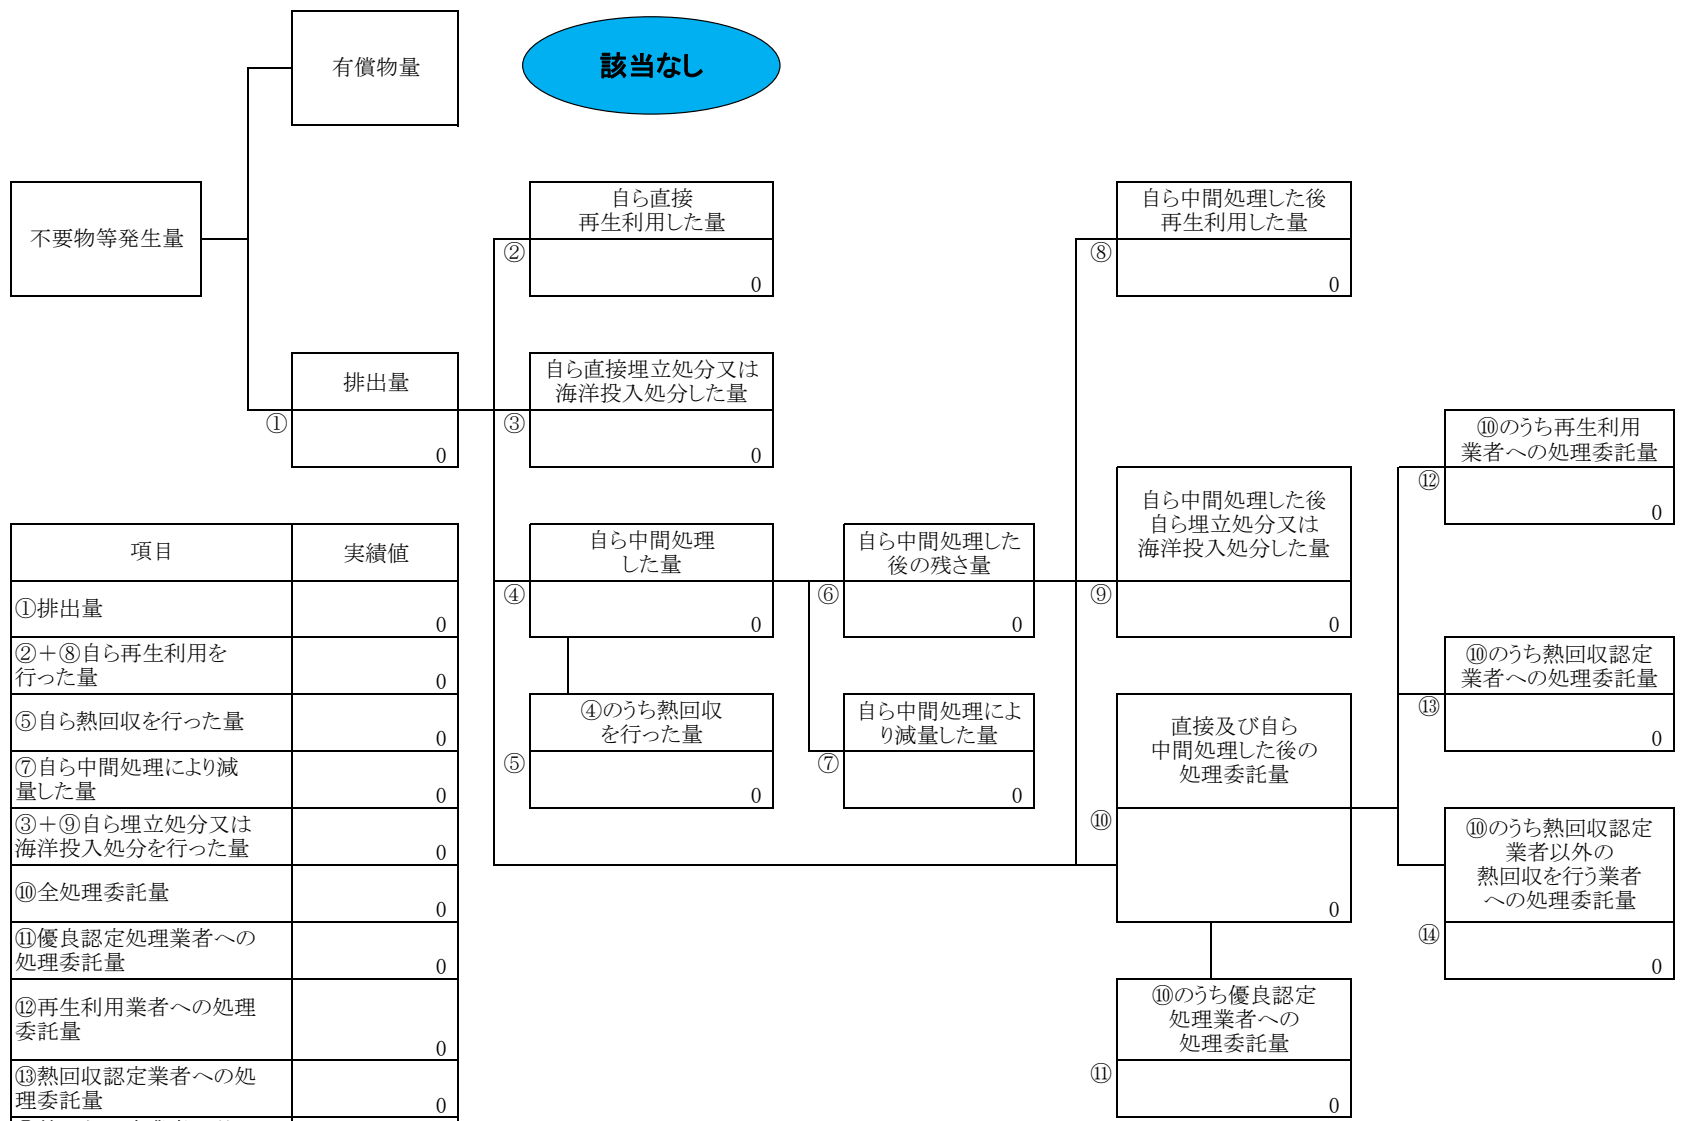 有償物量
該当なし
不要物等発生量
自ら直接
再生利用した量
②
0
自ら中間処理した後
再生利用した量
⑧
0
排出量
①
0
自ら直接埋立処分又は
海洋投入処分した量
③
0
⑩のうち再生利用
業者への処理委託量
⑫
0
自ら中間処理
した量
④
0
自ら中間処理した
後の残さ量
⑥
0
自ら中間処理した後
自ら埋立処分又は
海洋投入処分した量
⑨
0
⑩のうち熱回収認定
業者への処理委託量
⑬
0
④のうち熱回収
を行った量
⑤
0
自ら中間処理によ
り減量した量
⑦
0
直接及び自ら
中間処理した後の
処理委託量
⑩
0
⑩のうち熱回収認定
業者以外の
熱回収を行う業者
への処理委託量
⑭
0
⑩のうち優良認定
処理業者への
処理委託量
⑪
0
項目 実績値
①排出量
0
②＋⑧自ら再生利用を
行った量
0
⑤自ら熱回収を行った量
0
⑦自ら中間処理により減
量した量
0
③＋⑨自ら埋立処分又は
海洋投入処分を行った量
0
⑩全処理委託量
0
⑪優良認定処理業者への
処理委託量
0
⑫再生利用業者への処理
委託量
0
⑬熱回収認定業者への処
理委託量
0